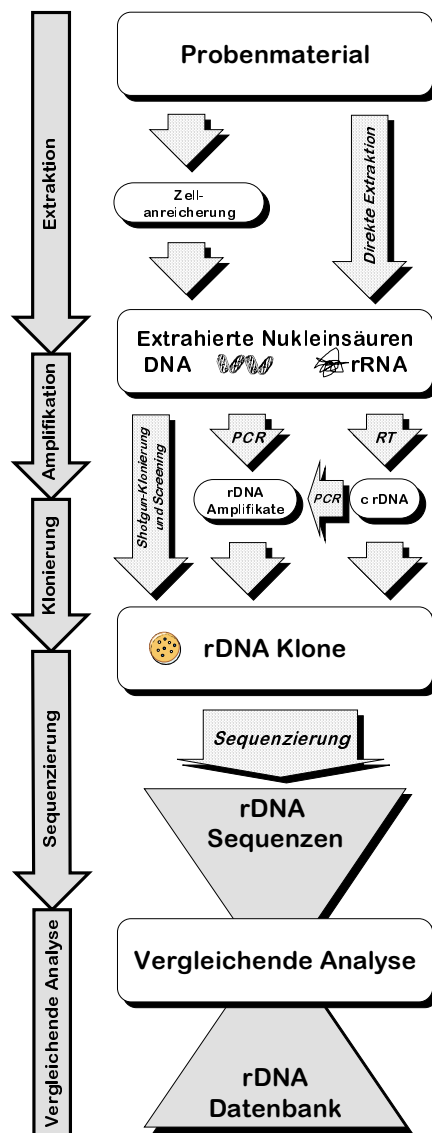 Probenmaterial
Extraktion
Zell-
anreicherung
Direkte Extraktion
Extrahierte Nukleinsäuren
DNA
rRNA
Amplifikation
Shotgun-Klonierung
und Screening
PCR
RT
rDNA
Amplifikate
PCR
c rDNA
Klonierung
rDNA Klone
Sequenzierung
Sequenzierung
rDNA
Sequenzen
Vergleichende Analyse
Vergleichende Analyse
rDNA
Datenbank